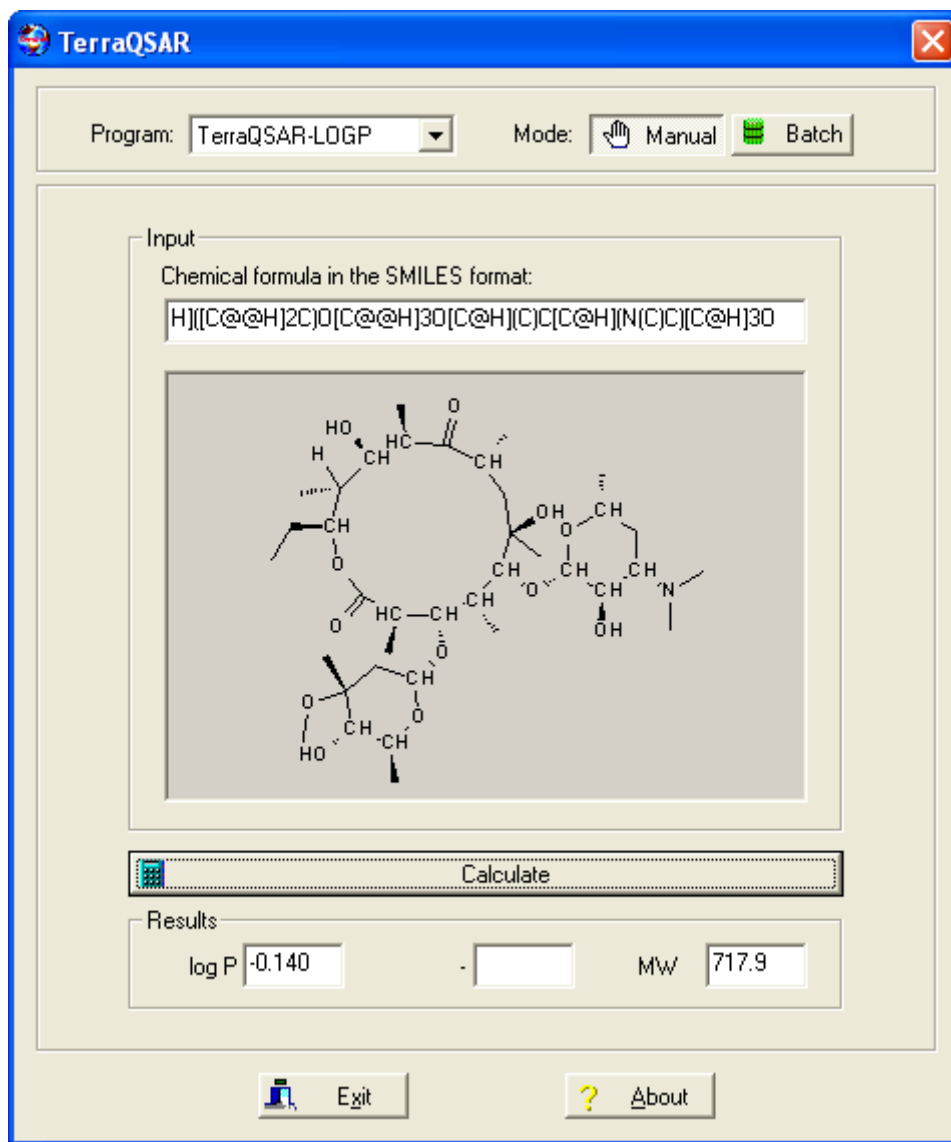 TerraQSAR
Program: TerraQSAR-LOGP Mode: Manual Batch
Input
Chemical formula in the SMILES format:
H]([C@@H]2C)O[C@@H]3O[C@H](C)C[C@@H](N(C)C)[C@H]3O
O
HO HC
H CH CH
OH CH
CH O
O CH CH CH
O CH N
O HC CH CH OH
O
CH
O O
CH
HO CH
Calculate
Results
log P -0.140 - MW 717.9
Exit About